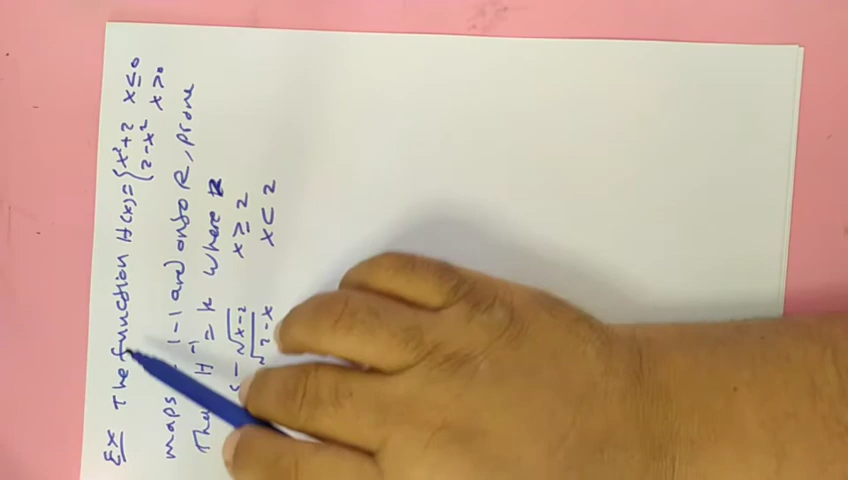 Ex The function H(x) = { x²+2 x ≤ 0
2-x² x > 0
maps 1-1 and onto R, prove
H⁻¹ = k where
-√x-2 x ≥ 2
√2-x x < 2